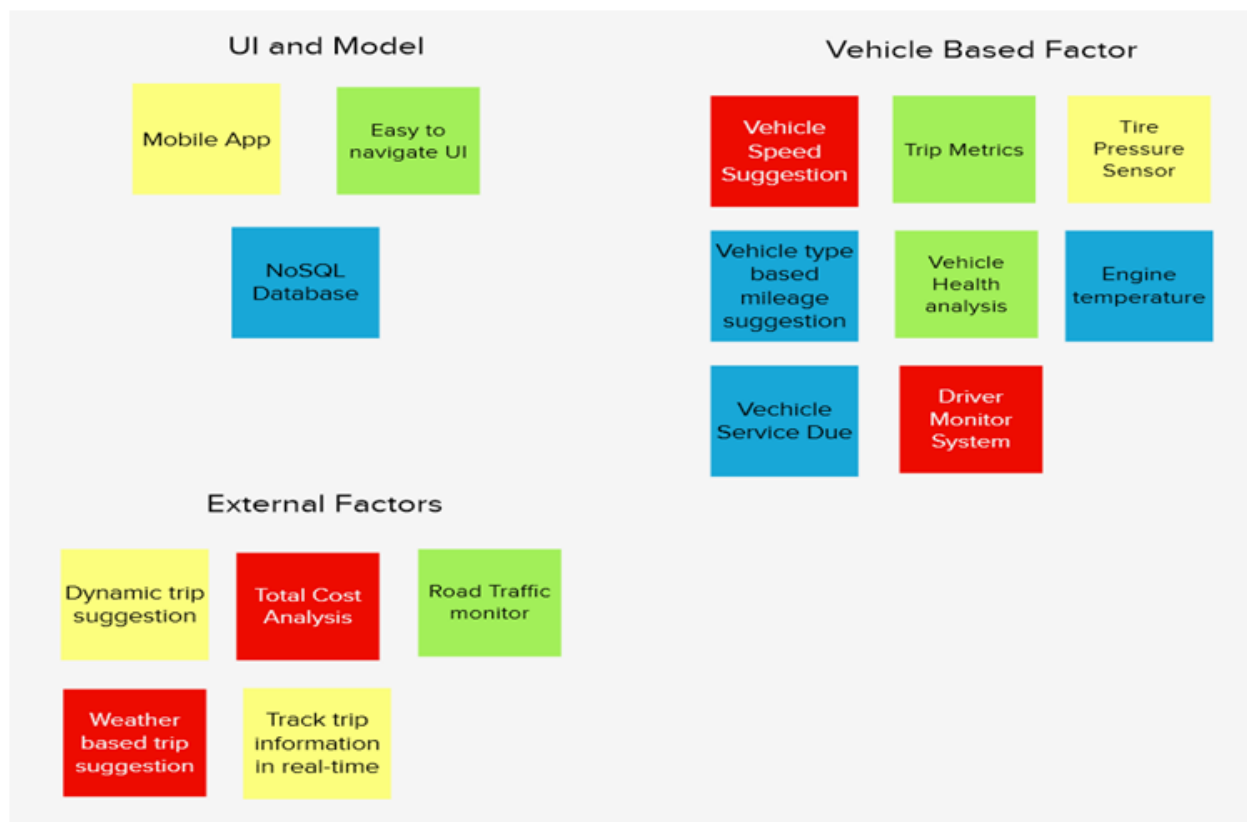 UI and Model
Mobile App
Easy to
navigate UI
NoSQL
Database
Vehicle Based Factor
Vehicle
Speed
Suggestion
Trip Metrics
Tire
Pressure
Sensor
Vehicle type
based
mileage
suggestion
Vehicle
Health
analysis
Engine
temperature
Vechicle
Service Due
Driver
Monitor
System
External Factors
Dynamic trip
suggestion
Total Cost
Analysis
Road Traffic
monitor
Weather
based trip
suggestion
Track trip
information
in real-time